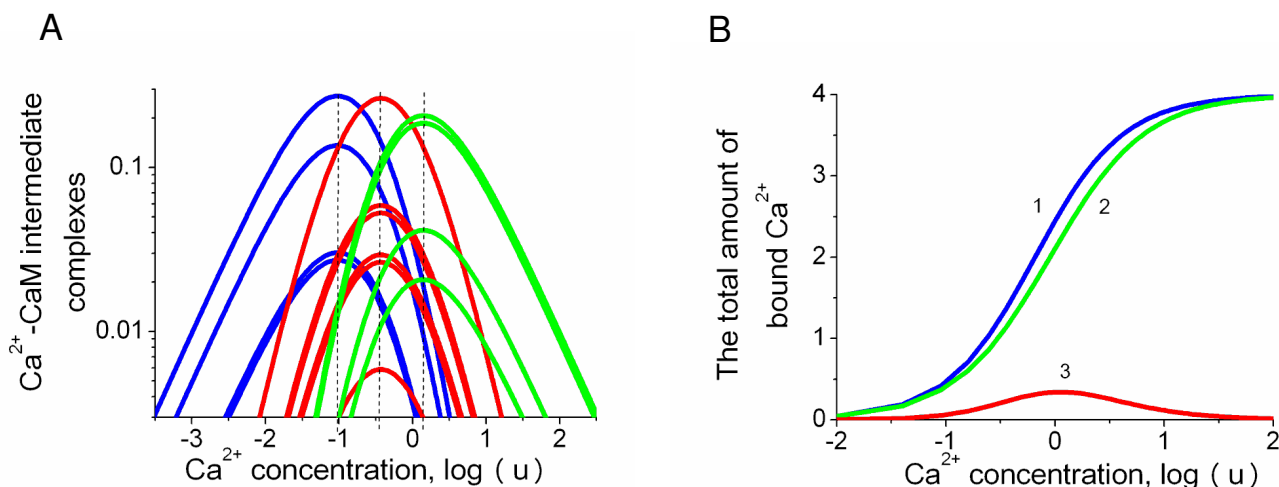 A
Ca²⁺-CaM intermediate
complexes
0.1
0.01
-3 -2 -1 0 1 2
Ca²⁺ concentration, log ( u )
B
The total amount of
bound Ca²⁺
4
3
2
1
0
1
2
3
-2 -1 0 1 2
Ca²⁺ concentration, log ( u )